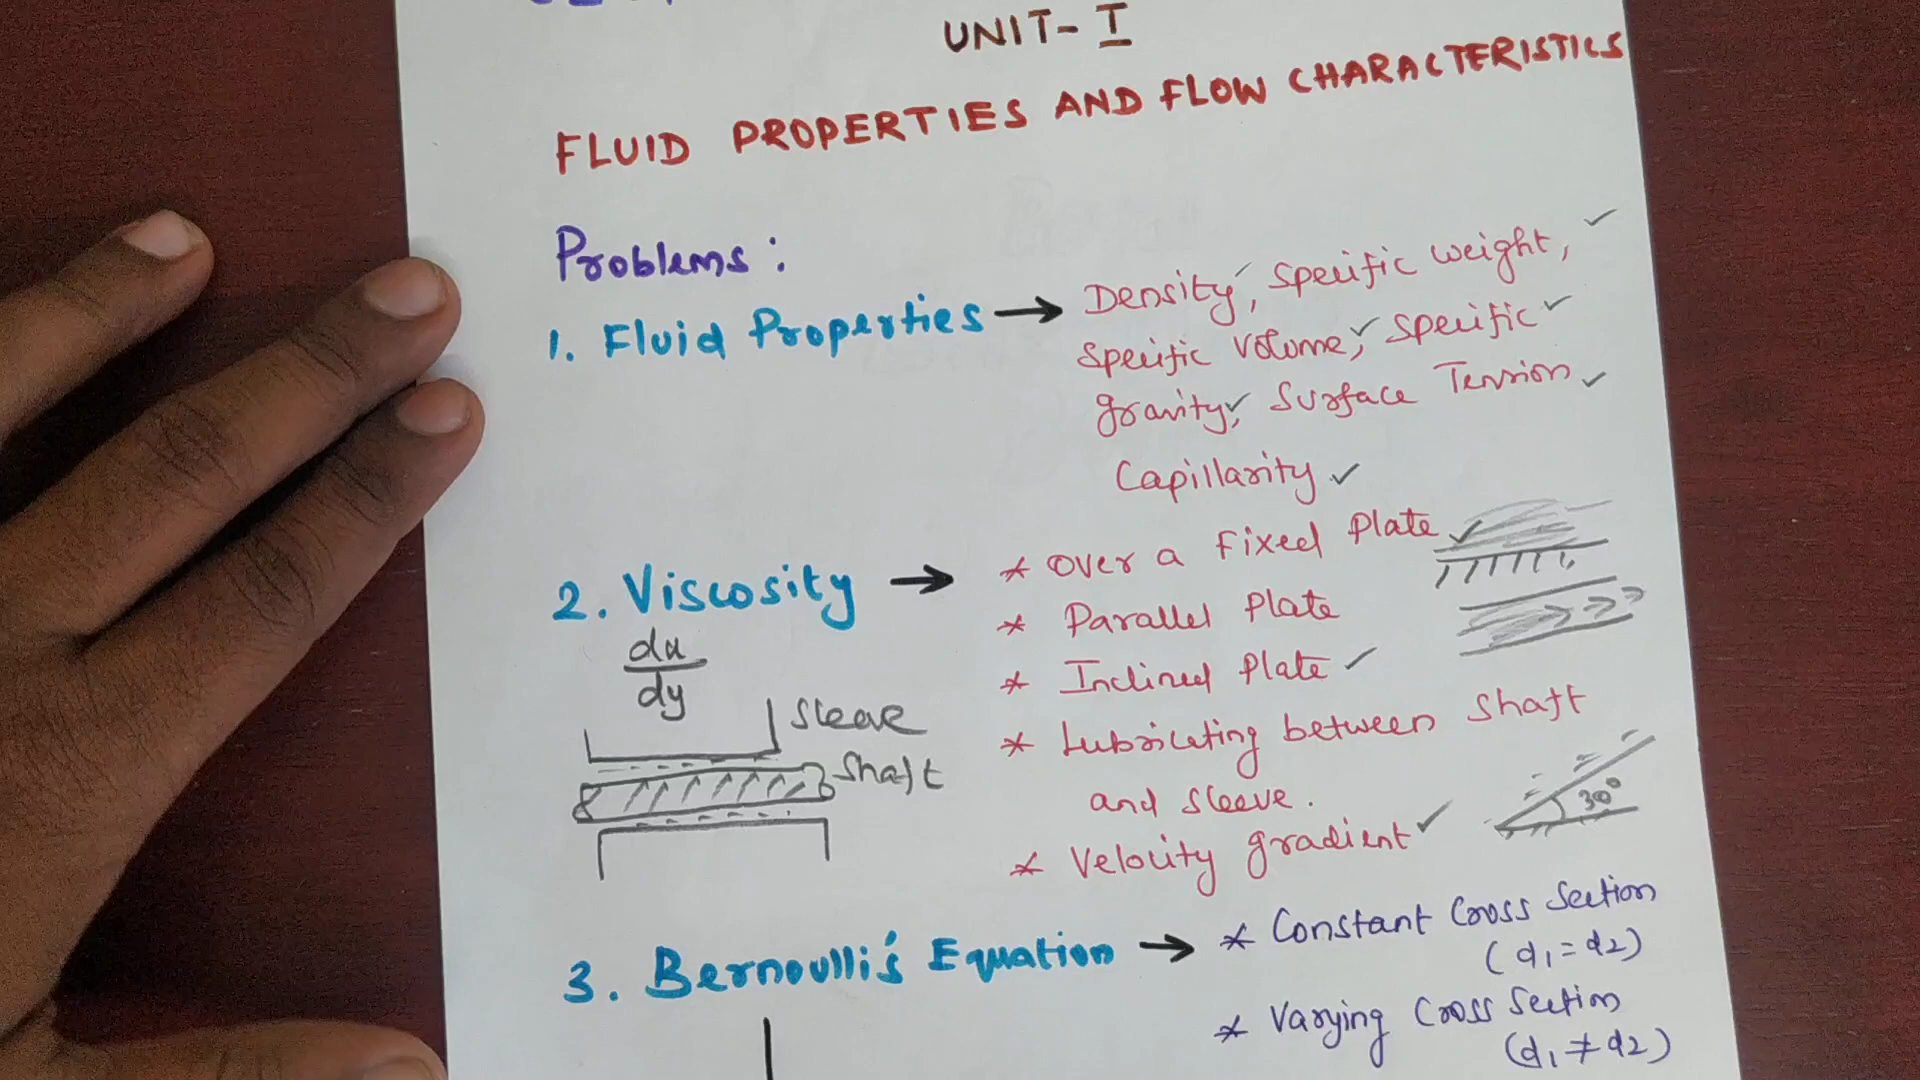 UNIT- I
FLUID PROPERTIES AND FLOW CHARACTERISTICS
Problems :
1. Fluid Properties → Density, Specific weight,
Specific Volume, Specific
gravity, Surface Tension
Capillarity
2. Viscosity → * over a Fixed Plate
* Parallel Plate
* Inclined Plate
* Lubricating between Shaft
and Sleeve.
* Velocity gradient
du
dy
Sleave
Shaft
30°
3. Bernoulli's Equation → * Constant Cross Section
(d1 = d2)
* Varying Cross Section
(d1 ≠ d2)